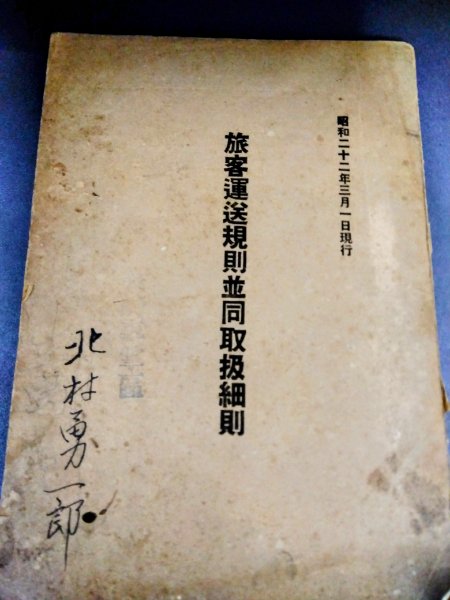 昭和二十二年三月一日現行
旅客運送規則並同取扱細則
北村勇一郎